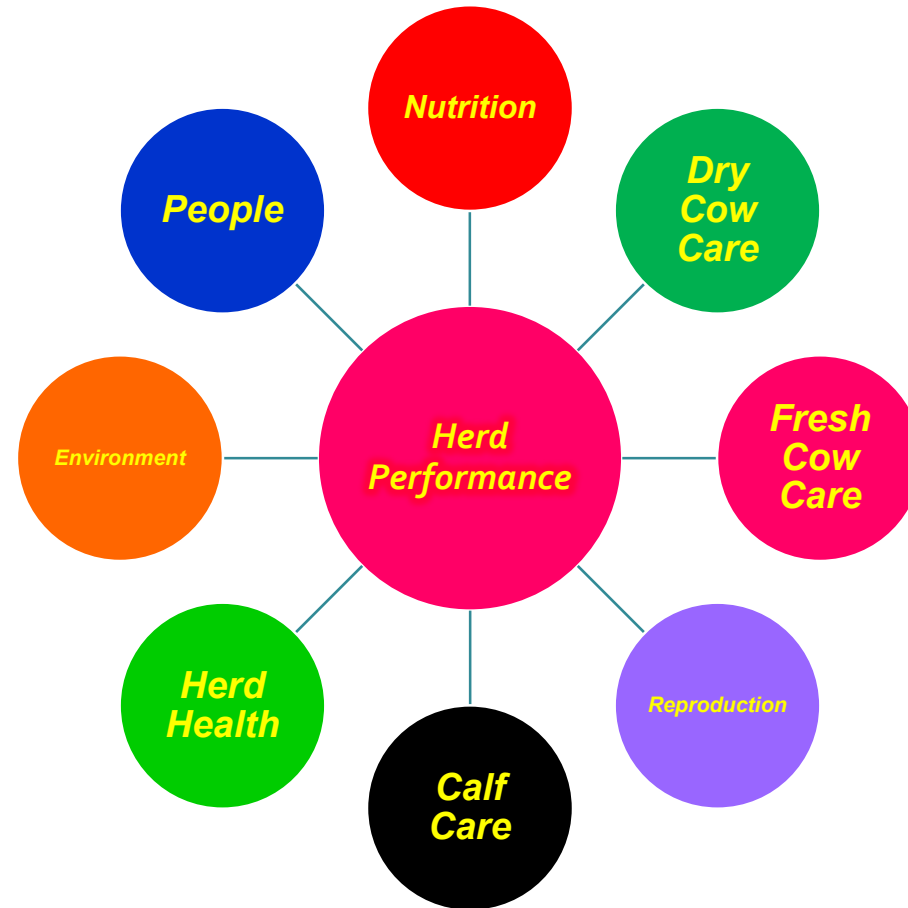 Nutrition
People
Dry
Cow
Care
Environment
Herd
Performance
Fresh
Cow
Care
Herd
Health
Reproduction
Calf
Care